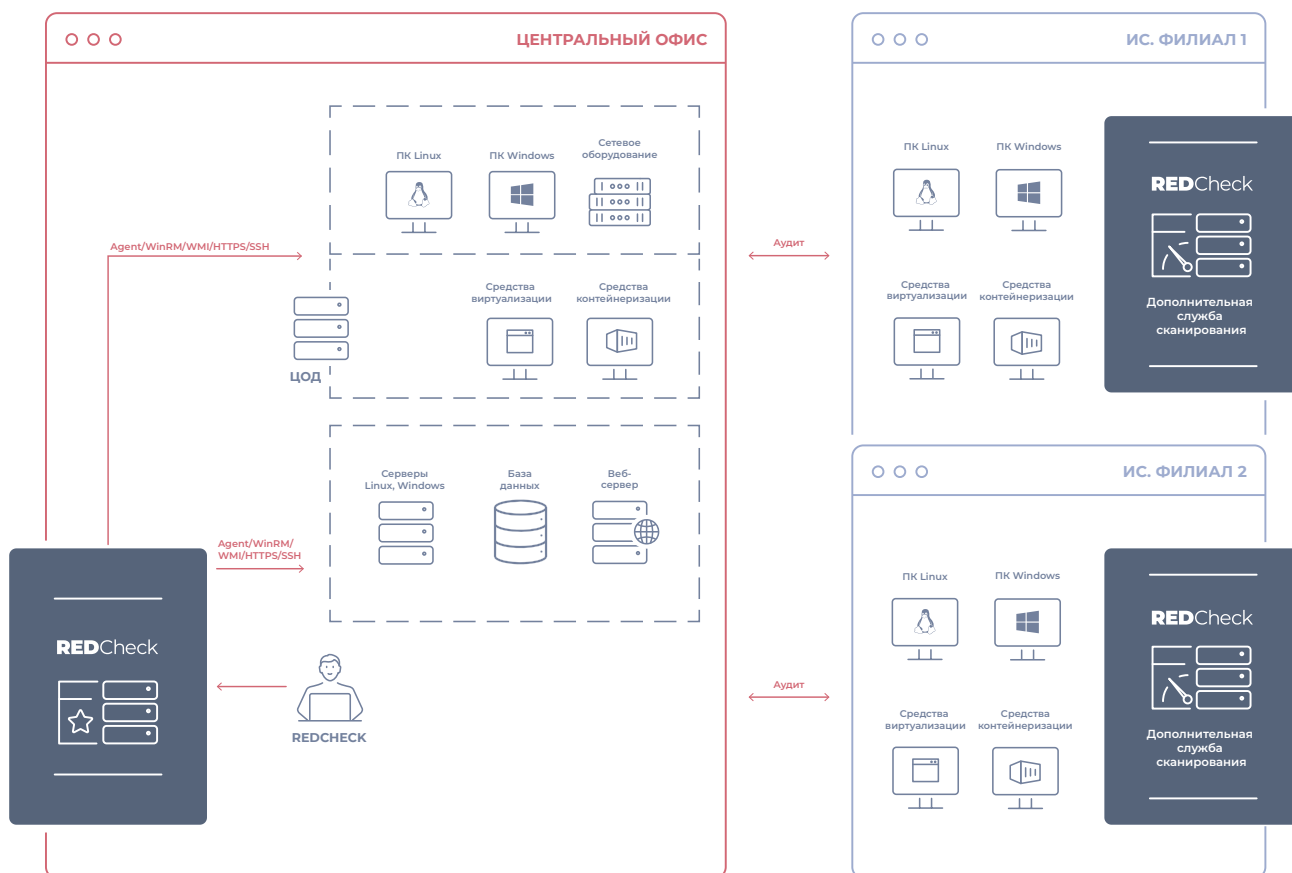 ЦЕНТРАЛЬНЫЙ ОФИС
ПК Linux
ПК Windows
Сетевое
оборудование
Agent/WinRM/WMI/HTTPS/SSH
Средства
виртуализации
Средства
контейнеризации
ЦОД
Серверы
Linux, Windows
База
данных
Веб-
сервер
Agent/WinRM/
WMI/HTTPS/SSH
REDCheck
REDCHECK
Аудит
Аудит
ИС. ФИЛИАЛ 1
ПК Linux
ПК Windows
Средства
виртуализации
Средства
контейнеризации
REDCheck
Дополнительная
служба
сканирования
ИС. ФИЛИАЛ 2
ПК Linux
ПК Windows
Средства
виртуализации
Средства
контейнеризации
REDCheck
Дополнительная
служба
сканирования